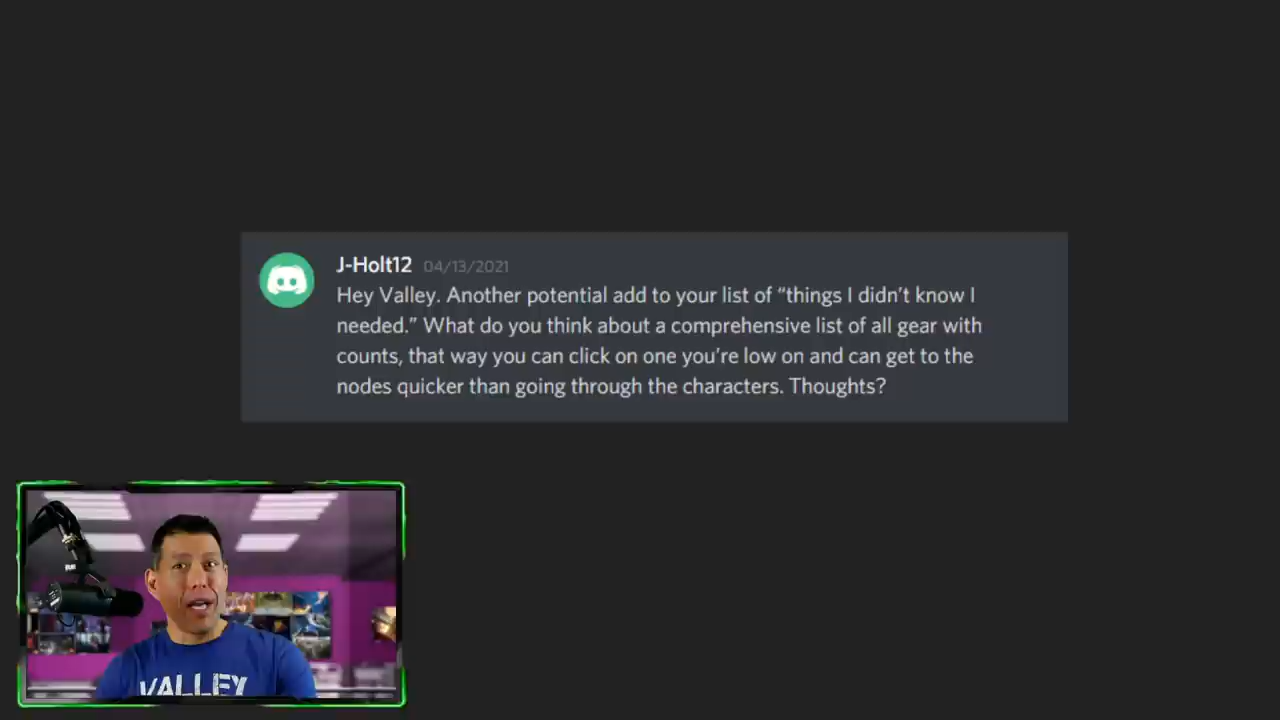 J-Holt12 04/13/2021
Hey Valley. Another potential add to your list of “things I didn’t know I
needed.” What do you think about a comprehensive list of all gear with
counts, that way you can click on one you’re low on and can get to the
nodes quicker than going through the characters. Thoughts?
VALLEY